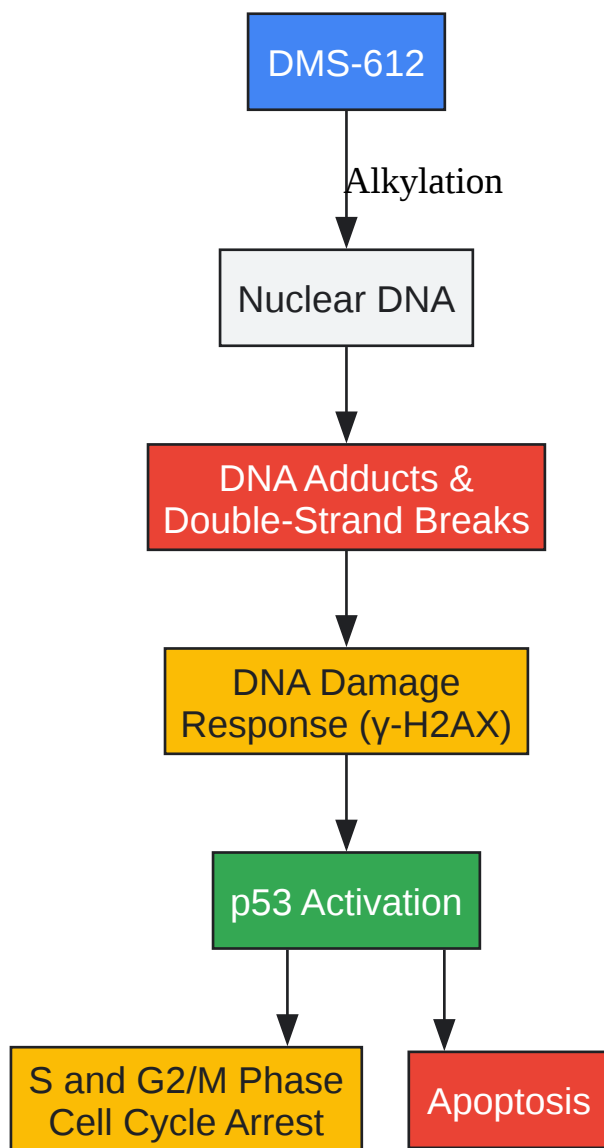 DMS-612
Alkylation
Nuclear DNA
DNA Adducts &
Double-Strand Breaks
DNA Damage
Response (γ-H2AX)
p53 Activation
S and G2/M Phase
Cell Cycle Arrest
Apoptosis